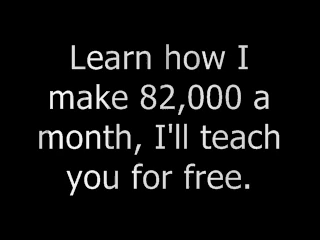 Learn how I
make 82,000 a
month, I'll teach
you for free.